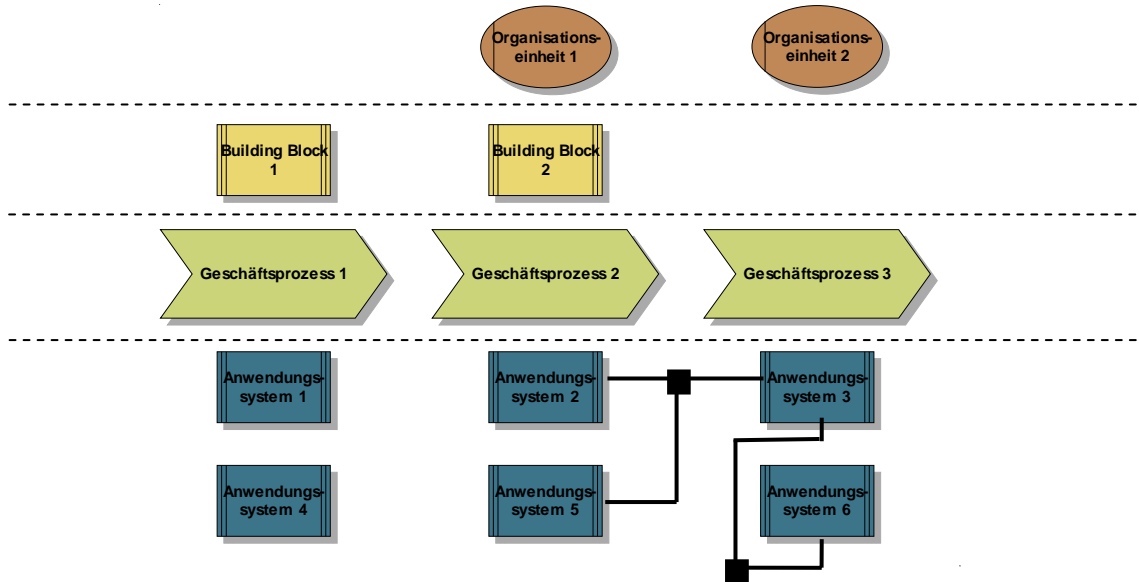 Organisations-
einheit 1
Organisations-
einheit 2
Building Block
1
Building Block
2
Geschäftsprozess 1
Geschäftsprozess 2
Geschäftsprozess 3
Anwendungs-
system 1
Anwendungs-
system 2
Anwendungs-
system 3
Anwendungs-
system 4
Anwendungs-
system 5
Anwendungs-
system 6